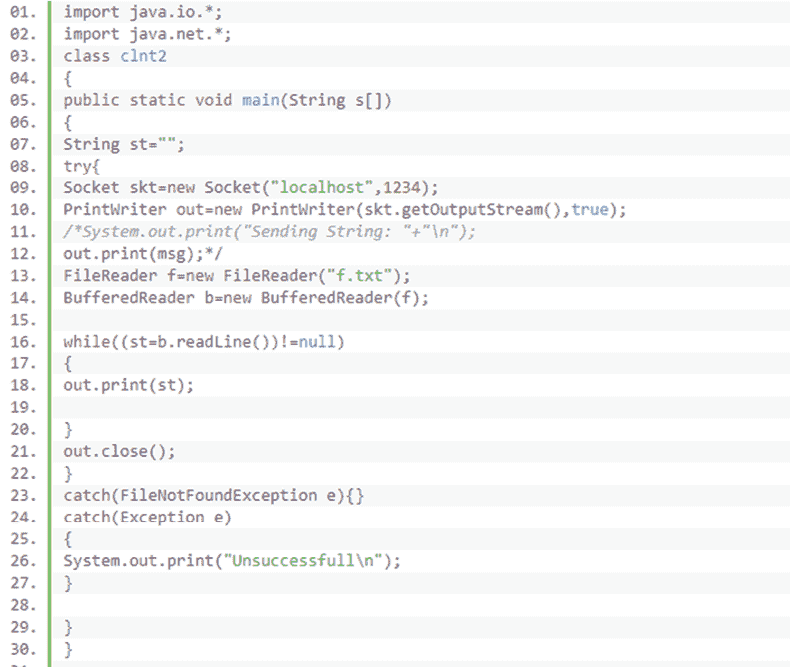 01. import java.io.*;
02. import java.net.*;
03. class clnt2
04. {
05. public static void main(String s[])
06. {
07. String st="";
08. try{
09. Socket skt=new Socket("localhost",1234);
10. PrintWriter out=new PrintWriter(skt.getOutputStream(),true);
11. /*System.out.print("Sending String: "+"\n");
12. out.print(msg);*/
13. FileReader f=new FileReader("f.txt");
14. BufferedReader b=new BufferedReader(f);
15.
16. while((st=b.readLine())!=null)
17. {
18. out.print(st);
19.
20. }
21. out.close();
22. }
23. catch(FileNotFoundException e){}
24. catch(Exception e)
25. {
26. System.out.print("Unsuccessfull\n");
27. }
28.
29. }
30. }